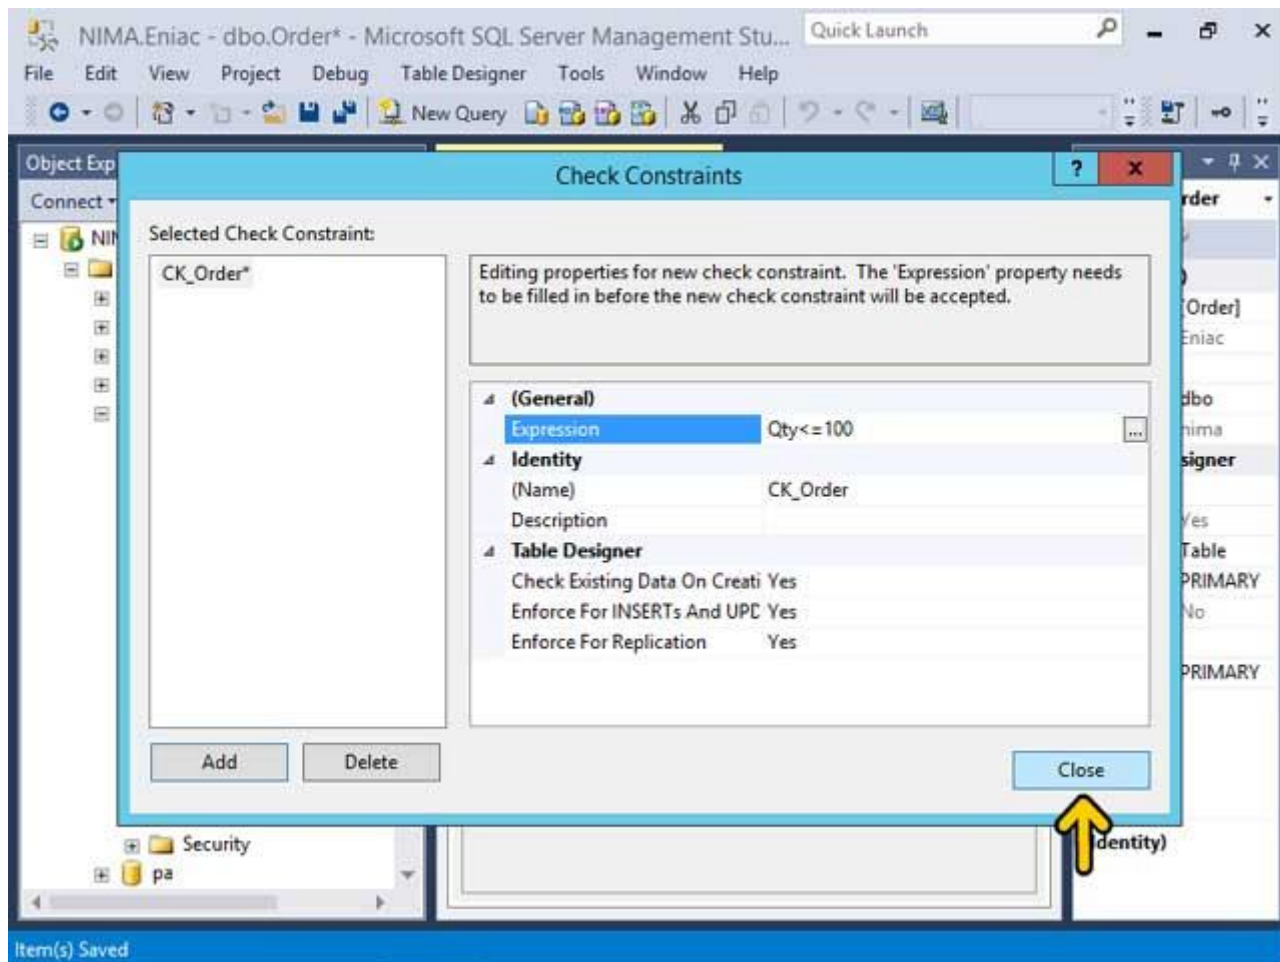 NIMA.Eniac - dbo.Order* - Microsoft SQL Server Management Stu...
Quick Launch
File Edit View Project Debug Table Designer Tools Window Help
New Query
Object Exp
Check Constraints
?
x
Connect
rder
NIM
Selected Check Constraint:
CK_Order*
Editing properties for new check constraint. The 'Expression' property needs
to be filled in before the new check constraint will be accepted.
[Order]
Eniac
(General)
dbo
Expression Qty<=100 ...
nima
Identity
signer
(Name) CK_Order
Description
Yes
Table Designer
Table
Check Existing Data On Creati Yes
PRIMARY
Enforce For INSERTs And UPD Yes
No
Enforce For Replication Yes
PRIMARY
Add
Delete
Close
Security
dentity)
pa
Item(s) Saved